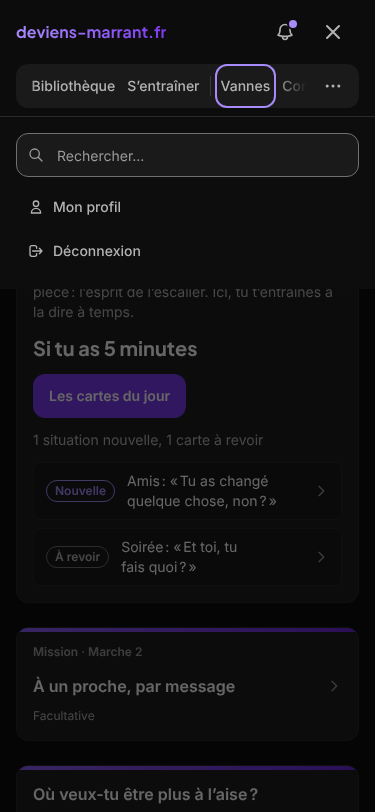 deviens-marrant.fr
Bibliothèque S'entraîner Vannes Co
Rechercher...
Mon profil
Déconnexion
pièce : l'esprit de l'escalier. Ici, tu t'entraînes à
la dire à temps.
Si tu as 5 minutes
Les cartes du jour
1 situation nouvelle, 1 carte à revoir
Nouvelle
Amis : « Tu as changé
quelque chose, non ? »
À revoir
Soirée : « Et toi, tu
fais quoi ? »
Mission · Marche 2
À un proche, par message
Facultative
Où veux-tu être plus à l'aise ?